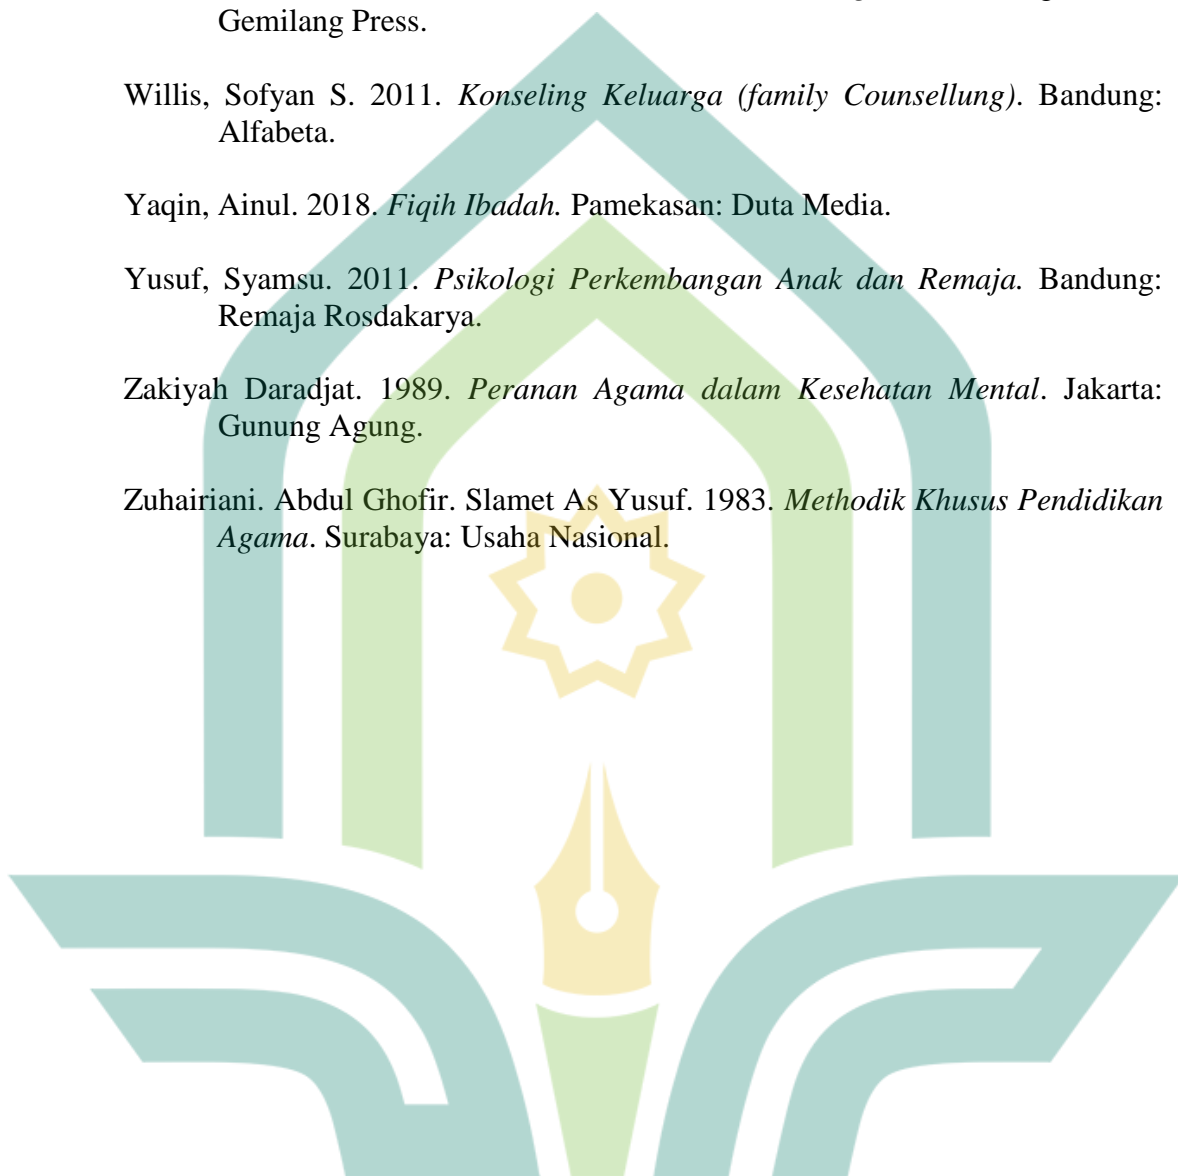 Gemilang Press.
Willis, Sofyan S. 2011. Konseling Keluarga (family Counsellung). Bandung:
Alfabeta.
Yaqin, Ainul. 2018. Fiqih Ibadah. Pamekasan: Duta Media.
Yusuf, Syamsu. 2011. Psikologi Perkembangan Anak dan Remaja. Bandung:
Remaja Rosdakarya.
Zakiyah Daradjat. 1989. Peranan Agama dalam Kesehatan Mental. Jakarta:
Gunung Agung.
Zuhairiani. Abdul Ghofir. Slamet As Yusuf. 1983. Methodik Khusus Pendidikan
Agama. Surabaya: Usaha Nasional.